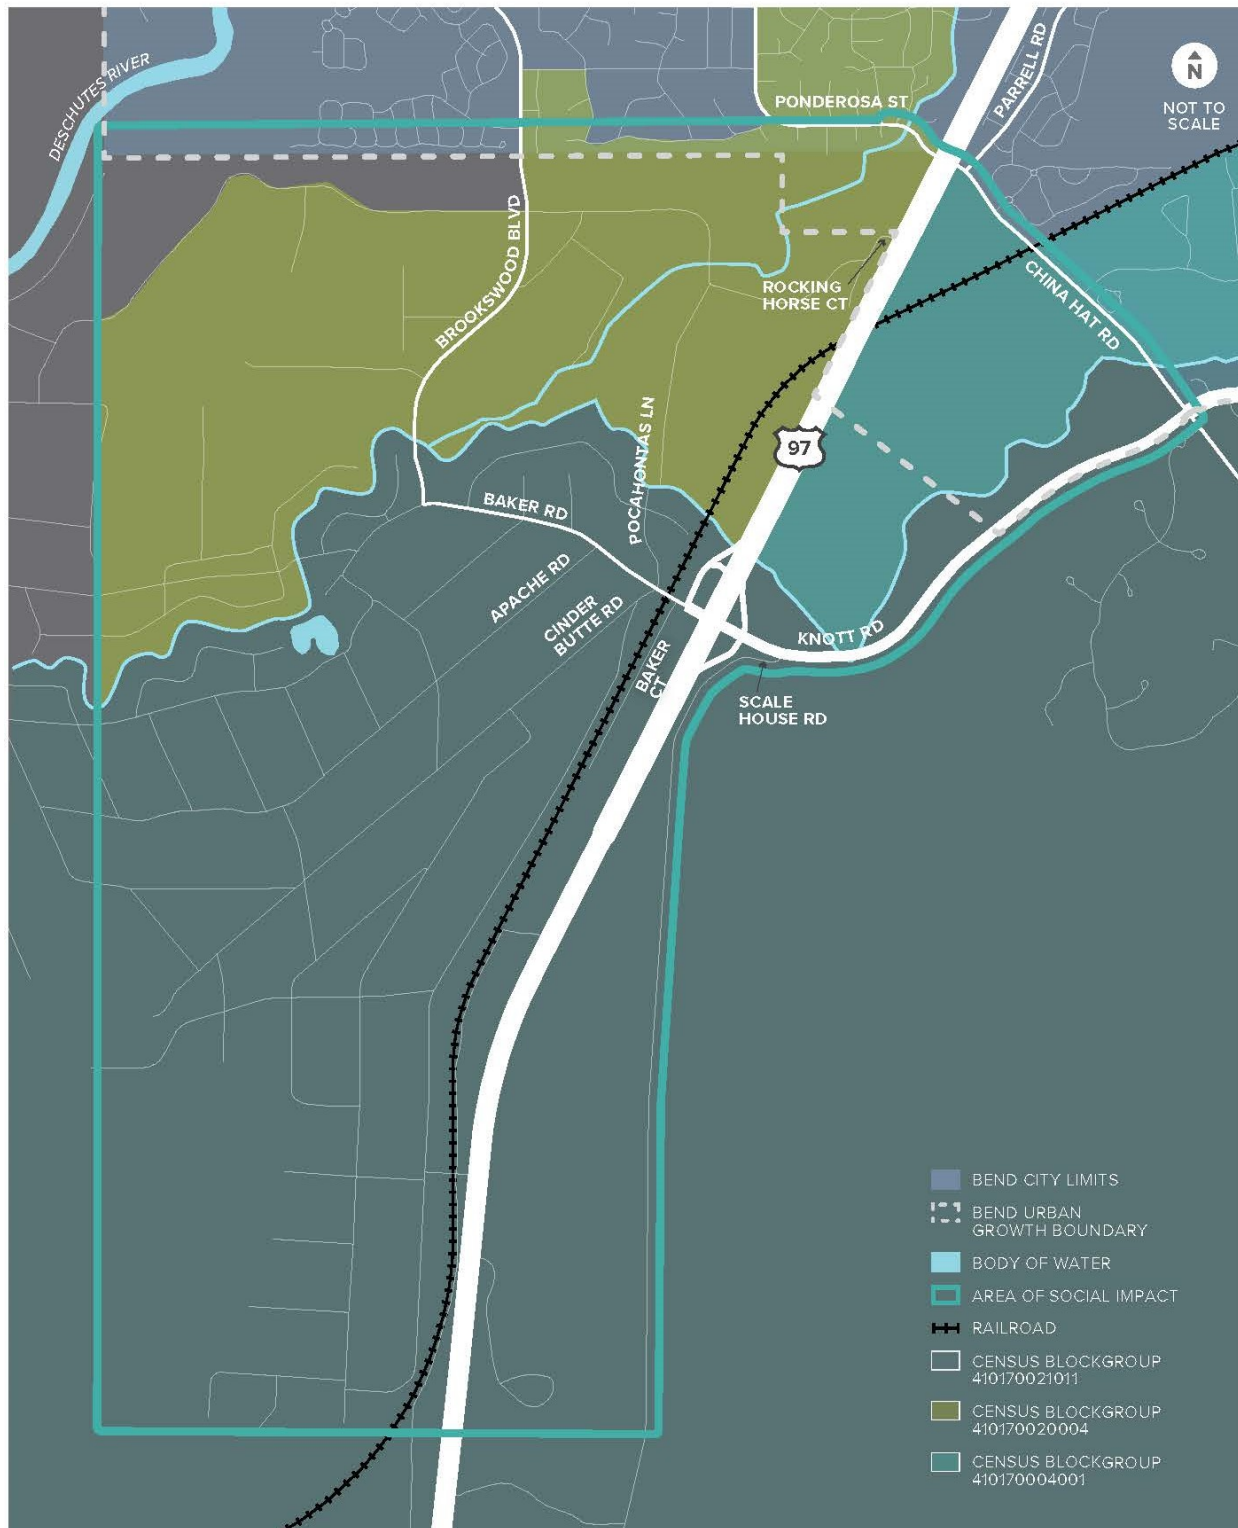 DESCHUTES RIVER
PARRELL RD
N
NOT TO
SCALE
PONDEROSA ST
BROOKSWOOD BLVD
ROCKING
HORSE CT
CHINA HAT RD
97
POCAHONTAS LN
BAKER RD
APACHE RD
CINDER
BUTTE RD
BAKER
CT
KNOTT RD
SCALE
HOUSE RD
BEND CITY LIMITS
BEND URBAN
GROWTH BOUNDARY
BODY OF WATER
AREA OF SOCIAL IMPACT
RAILROAD
CENSUS BLOCKGROUP
410170021011
CENSUS BLOCKGROUP
410170020004
CENSUS BLOCKGROUP
410170004001